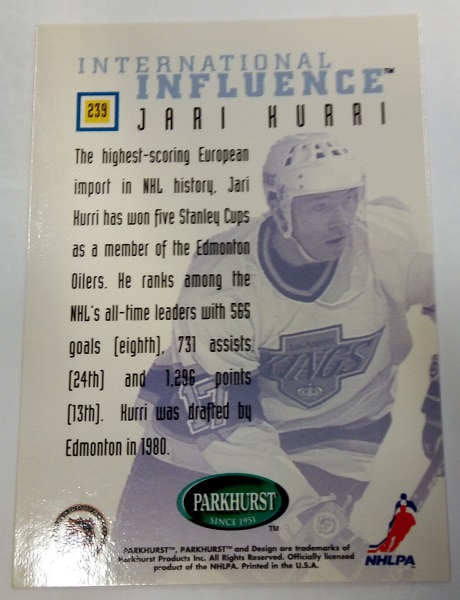 INTERNATIONAL
INFLUENCE™
239
JARI KURRI
The highest-scoring European
import in NHL history, Jari
Kurri has won five Stanley Cups
as a member of the Edmonton
Oilers. He ranks among the
NHL's all-time leaders with 565
goals (eighth), 731 assists
(24th) and 1,296 points
(13th). Kurri was drafted by
Edmonton in 1980.
KINGS
17
PARKHURST
SINCE 1951
™
PARKHURST™, PARKHURST™ and Design are trademarks of
Parkhurst Products Inc. All Rights Reserved. Officially licensed
product of the NHLPA. Printed in the U.S.A.
NHLPA